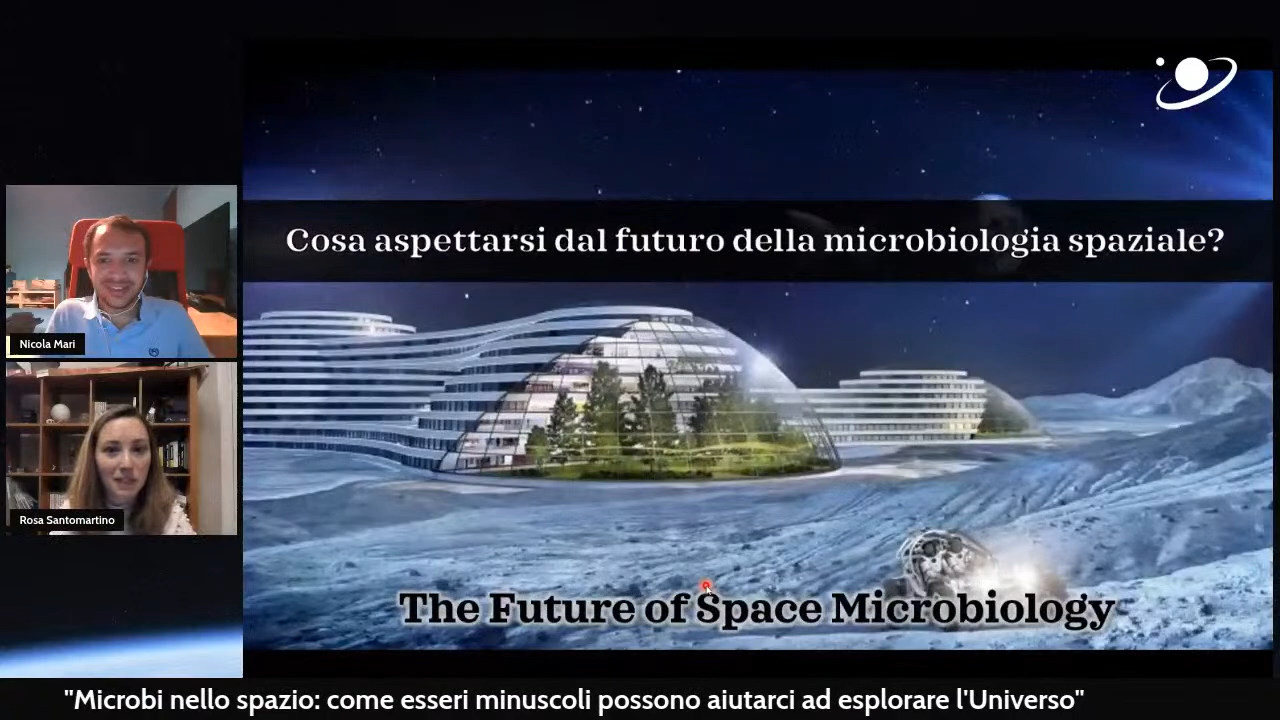 Cosa aspettarsi dal futuro della microbiologia spaziale?
Nicola Mari
Rosa Santomartino
The Future of Space Microbiology
"Microbi nello spazio: come esseri minuscoli possono aiutarci ad esplorare l'Universo"